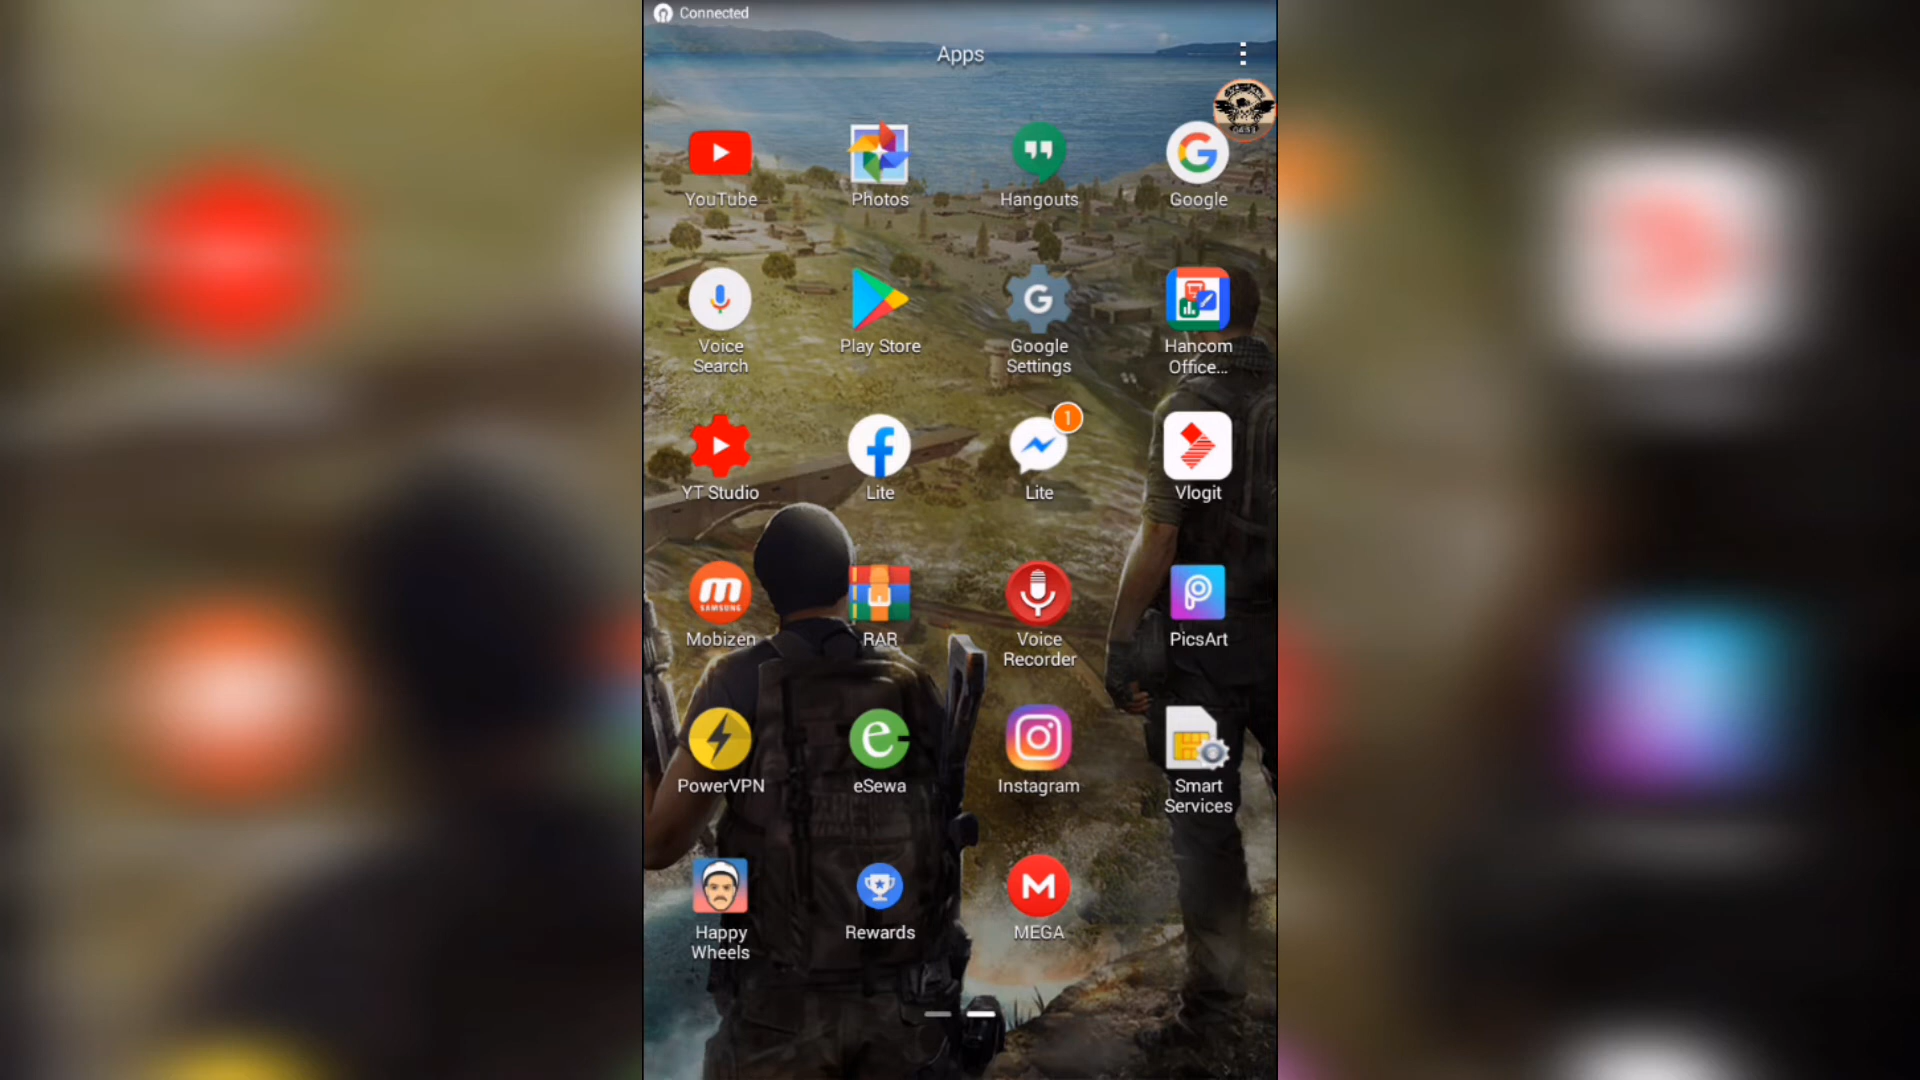 Connected
Apps
YouTube
Photos
Hangouts
Google
Voice
Search
Play Store
Google
Settings
Hancom
Office...
YT Studio
Lite
1
Lite
Vlogit
m
SAMSUNG
Mobizen
RAR
Voice
Recorder
PicsArt
PowerVPN
eSewa
Instagram
Smart
Services
Happy
Wheels
Rewards
MEGA